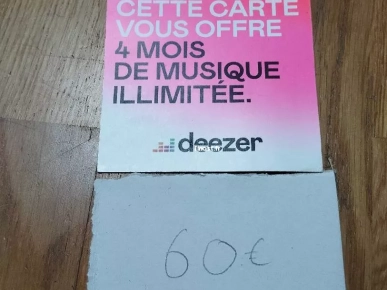 CETTE CARTE
VOUS OFFRE
4 MOIS
DE MUSIQUE
ILLIMITÉE.
deezer
60€